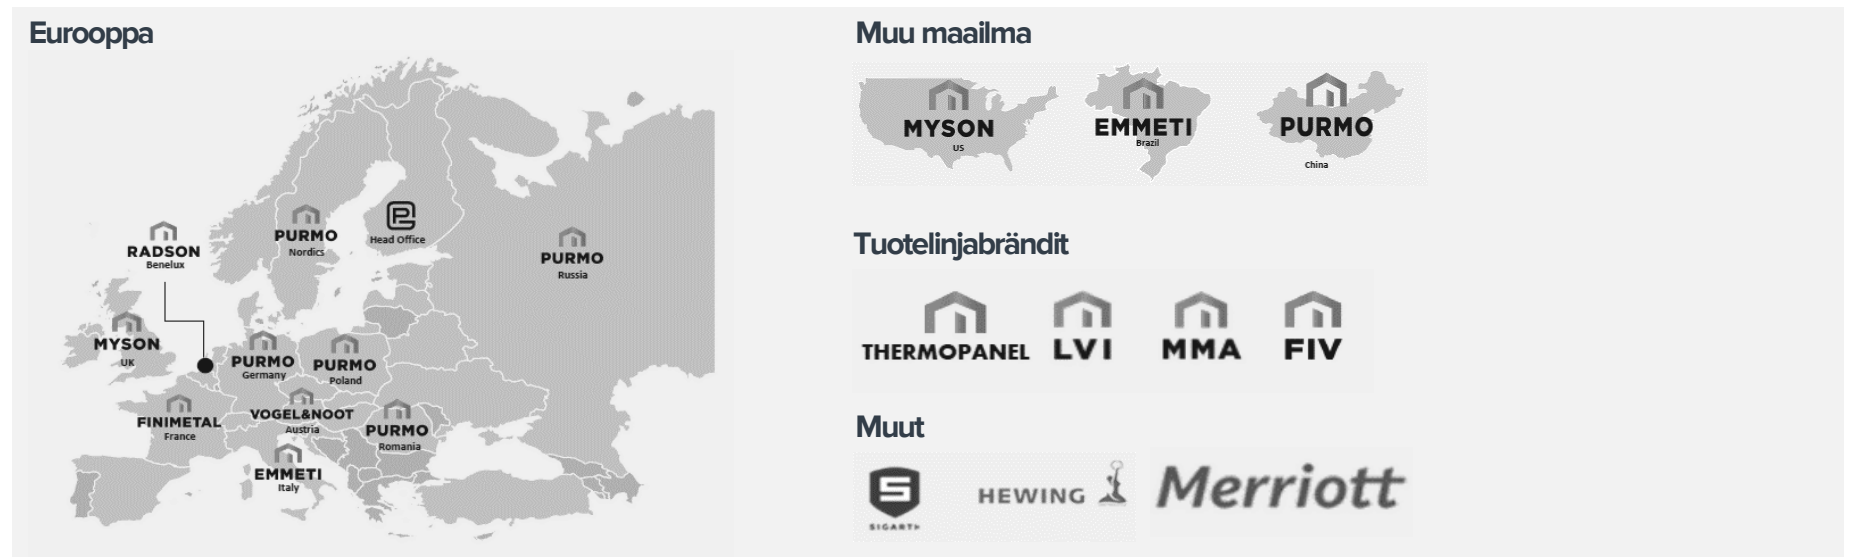 Eurooppa
RADSON
Benelux
PURMO
Nordics
Head Office
PURMO
Russia
MYSON
UK
PURMO
Germany
PURMO
Poland
FINIMETAL
France
VOGEL&NOOT
Austria
PURMO
Romania
EMMETI
Italy
Muu maailma
MYSON
US
EMMETI
Brazil
PURMO
China
Tuotelinjabrändit
THERMOPANEL
LVI
MMA
FIV
Muut
SIGARTH
HEWING
Merriott